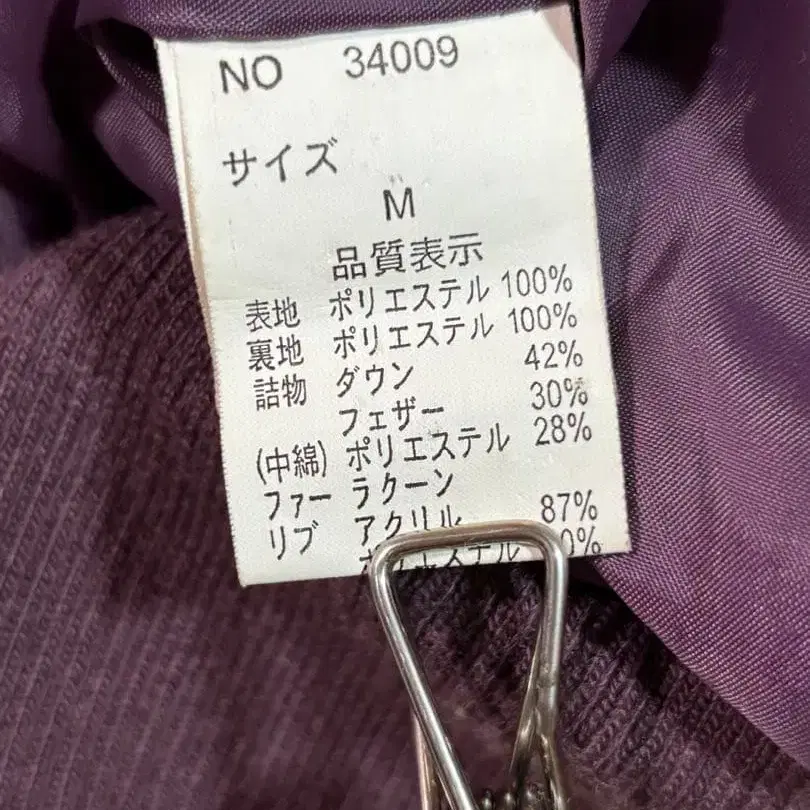 NO 34009
サイズ
M
品質表示
表地 ポリエステル 100%
裏地 ポリエステル 100%
詰物 ダウン 42%
フェザー 30%
(中綿) ポリエステル 28%
ファー ラクーン
リブ アクリル 87%